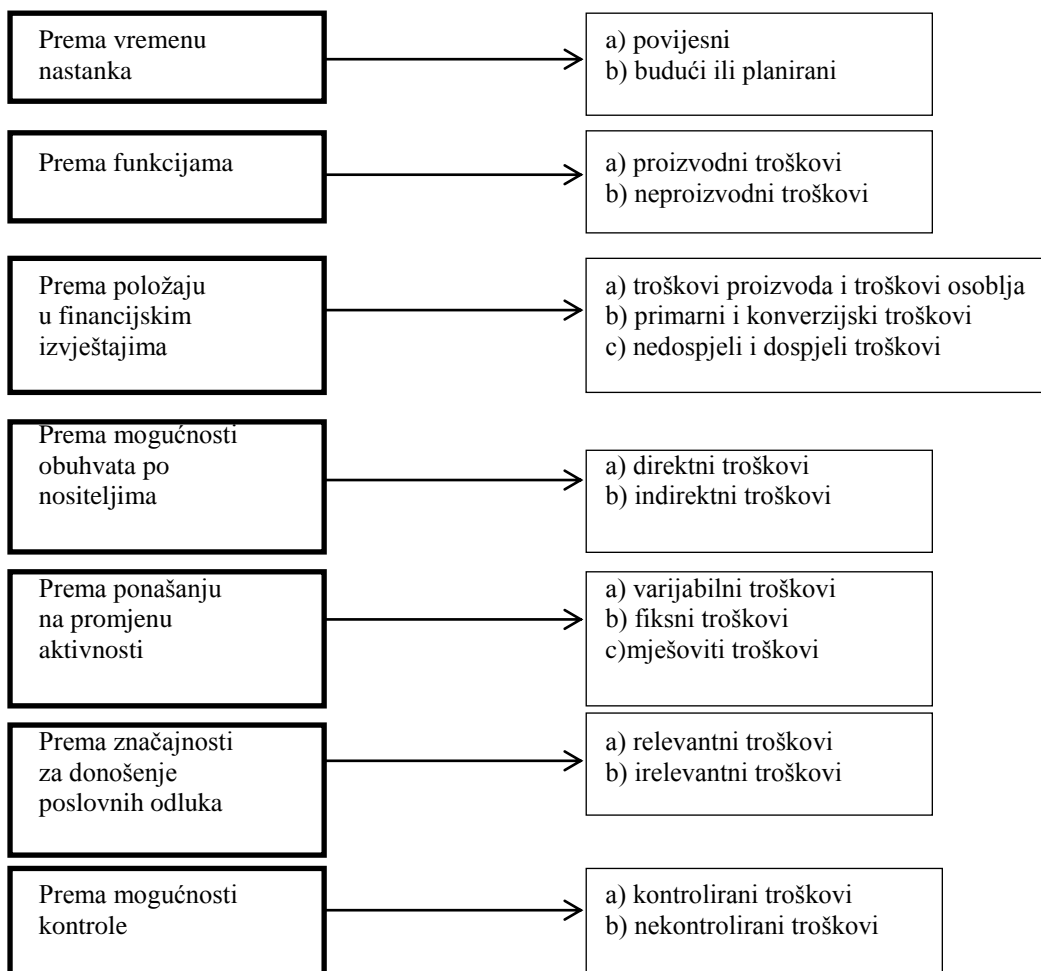 Prema vremenu
nastanka
a) povijesni
b) budući ili planirani
Prema funkcijama
a) proizvodni troškovi
b) neproizvodni troškovi
Prema položaju
u financijskim
izvještajima
a) troškovi proizvoda i troškovi osoblja
b) primarni i konverzijski troškovi
c) nedospjeli i dospjeli troškovi
Prema mogućnosti
obuhvata po
nositeljima
a) direktni troškovi
b) indirektni troškovi
Prema ponašanju
na promjenu
aktivnosti
a) varijabilni troškovi
b) fiksni troškovi
c)mješoviti troškovi
Prema značajnosti
za donošenje
poslovnih odluka
a) relevantni troškovi
b) irelevantni troškovi
Prema mogućnosti
kontrole
a) kontrolirani troškovi
b) nekontrolirani troškovi